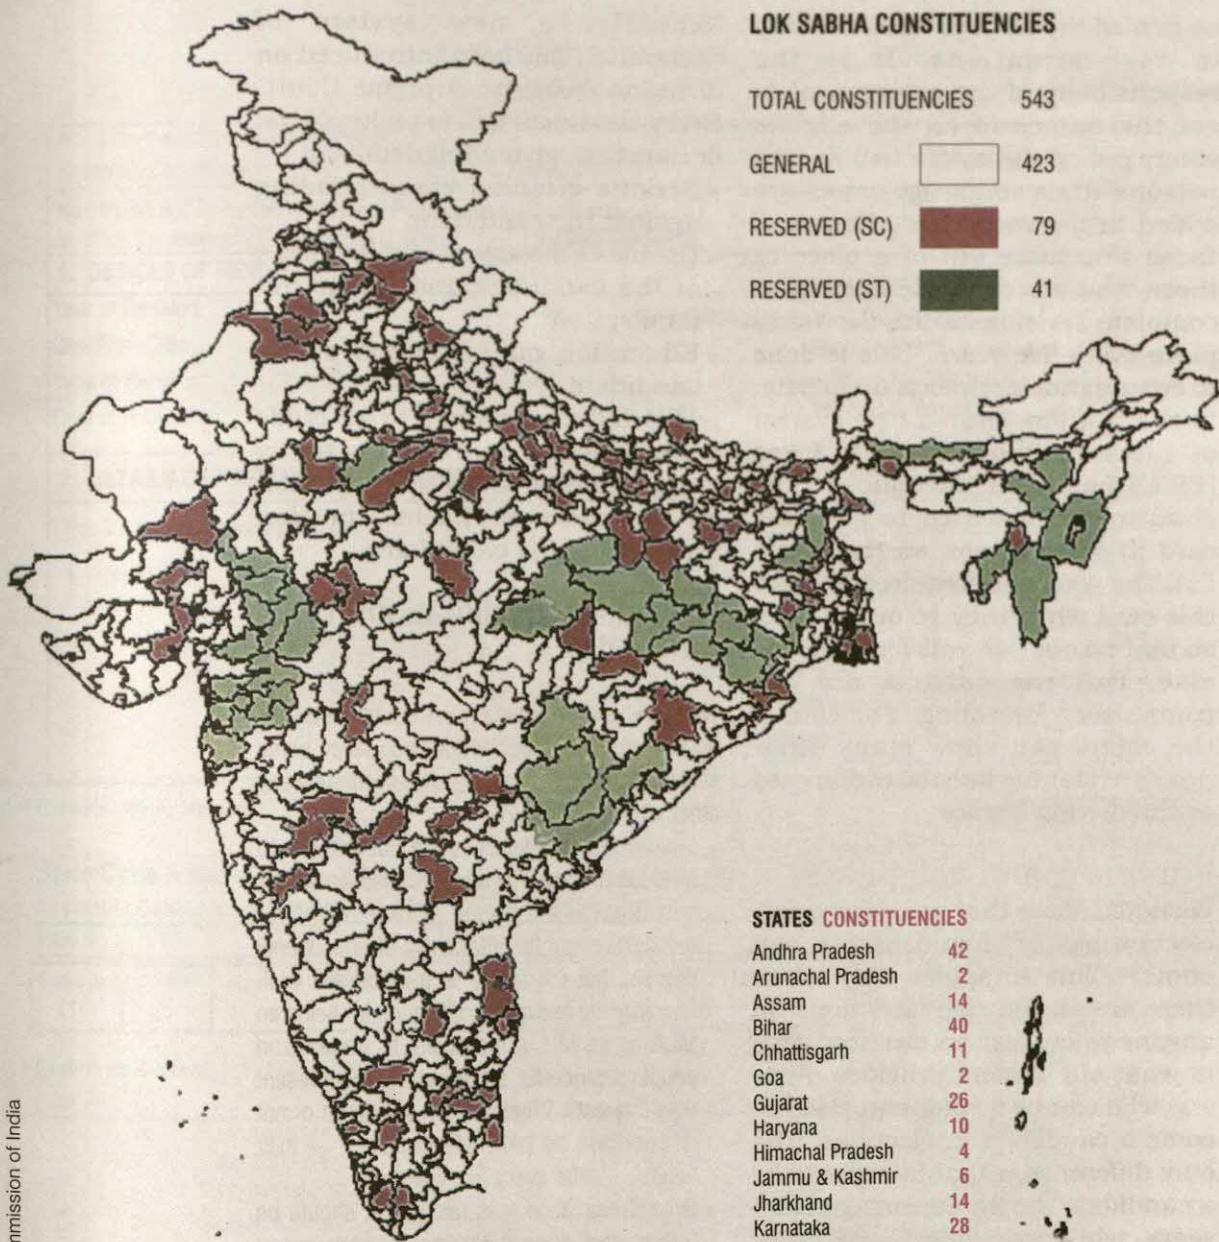 LOK SABHA CONSTITUENCIES
TOTAL CONSTITUENCIES 543
GENERAL 423
RESERVED (SC) 79
RESERVED (ST) 41
STATES CONSTITUENCIES
Andhra Pradesh 42
Arunachal Pradesh 2
Assam 14
Bihar 40
Chhattisgarh 11
Goa 2
Gujarat 26
Haryana 10
Himachal Pradesh 4
Jammu & Kashmir 6
Jharkhand 14
Karnataka 28
of India